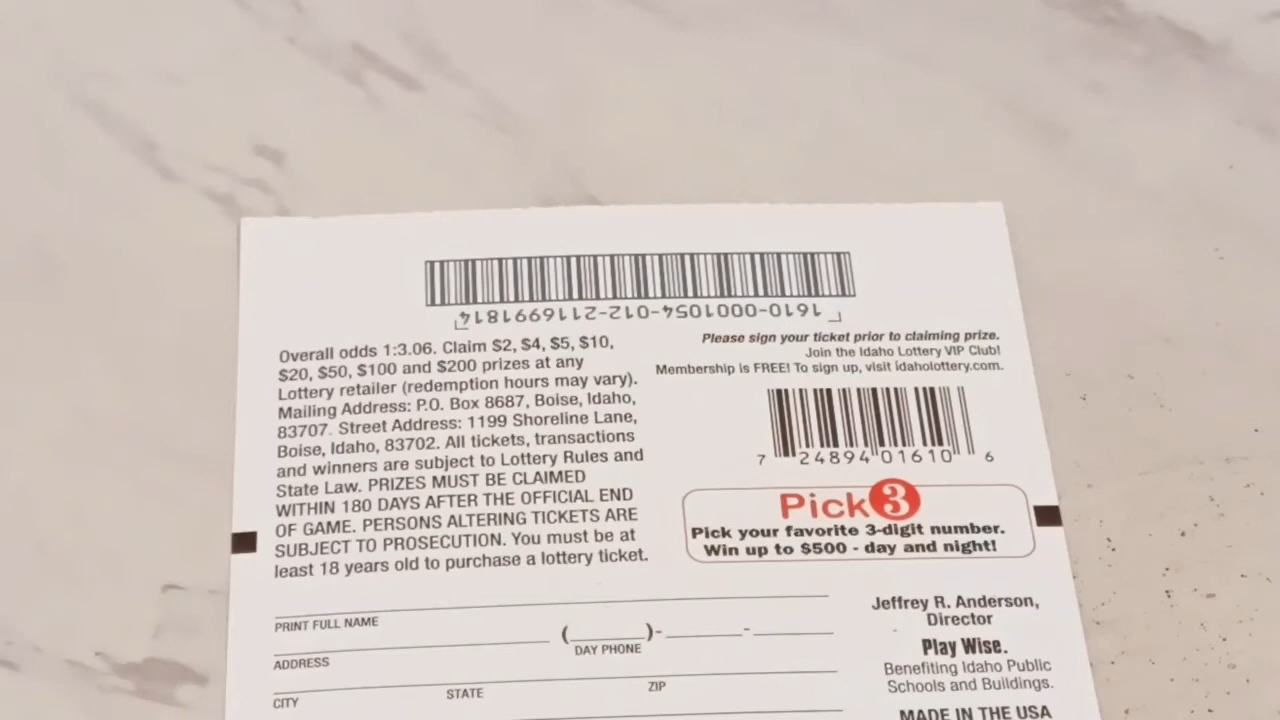 1610-0001054-012-21116991814
Overall odds 1:3.06. Claim $2, $4, $5, $10,
$20, $50, $100 and $200 prizes at any
Lottery retailer (redemption hours may vary).
Mailing Address: P.O. Box 8687, Boise, Idaho,
83707. Street Address: 1199 Shoreline Lane,
Boise, Idaho, 83702. All tickets, transactions
and winners are subject to Lottery Rules and
State Law. PRIZES MUST BE CLAIMED
WITHIN 180 DAYS AFTER THE OFFICIAL END
OF GAME. PERSONS ALTERING TICKETS ARE
SUBJECT TO PROSECUTION. You must be at
least 18 years old to purchase a lottery ticket.
Please sign your ticket prior to claiming prize.
Join the Idaho Lottery VIP Club!
Membership is FREE! To sign up, visit idaholottery.com.
7 24894 01610 6
Pick 3
Pick your favorite 3-digit number.
Win up to $500 - day and night!
PRINT FULL NAME
(      )-      -
ADDRESS
DAY PHONE
CITY STATE ZIP
Jeffrey R. Anderson,
Director
Play Wise.
Benefiting Idaho Public
Schools and Buildings.
MADE IN THE USA